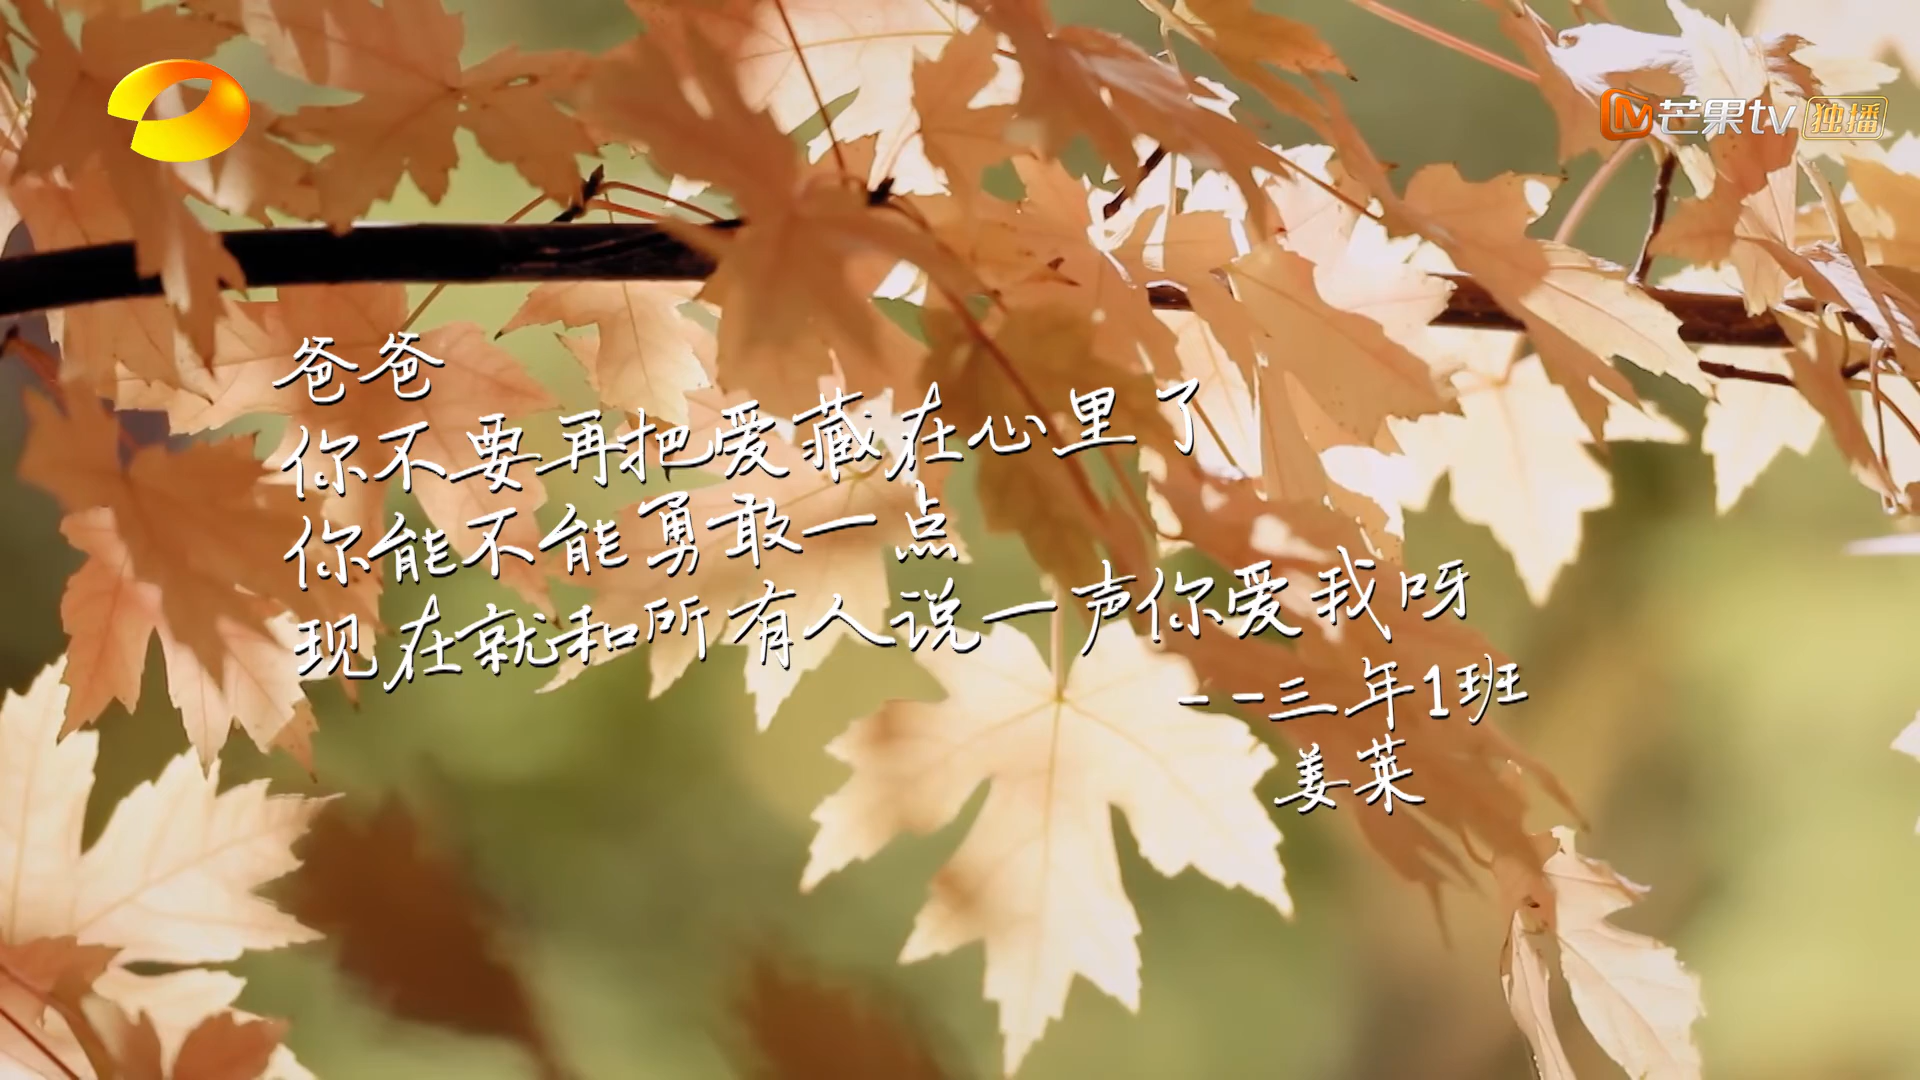 芒果tv 独播
爸爸
你不要再把爱藏在心里了
你能不能勇敢一点
现在就和所有人说一声你爱我呀
--三年1班
姜莱